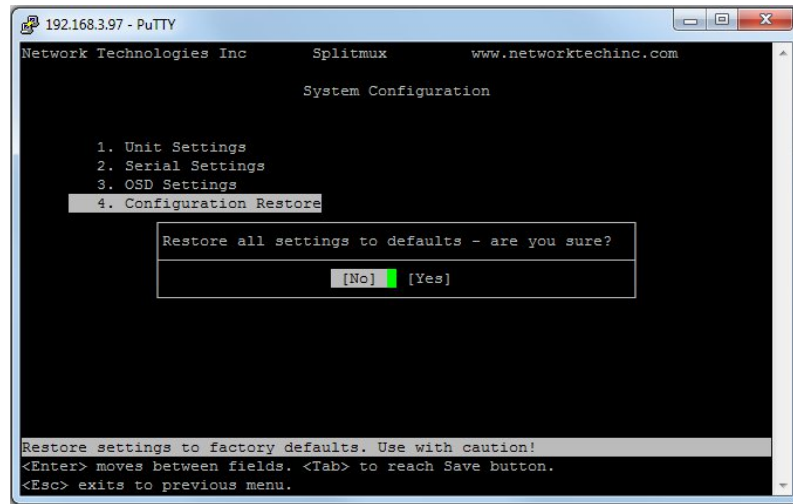 192.168.3.97 - PuTTY
Network Technologies Inc Splitmux www.networktechinc.com
System Configuration
1. Unit Settings
2. Serial Settings
3. OSD Settings
4. Configuration Restore
Restore all settings to defaults - are you sure?
[No] [Yes]
Restore settings to factory defaults. Use with caution!
<Enter> moves between fields. <Tab> to reach Save button.
<Esc> exits to previous menu.